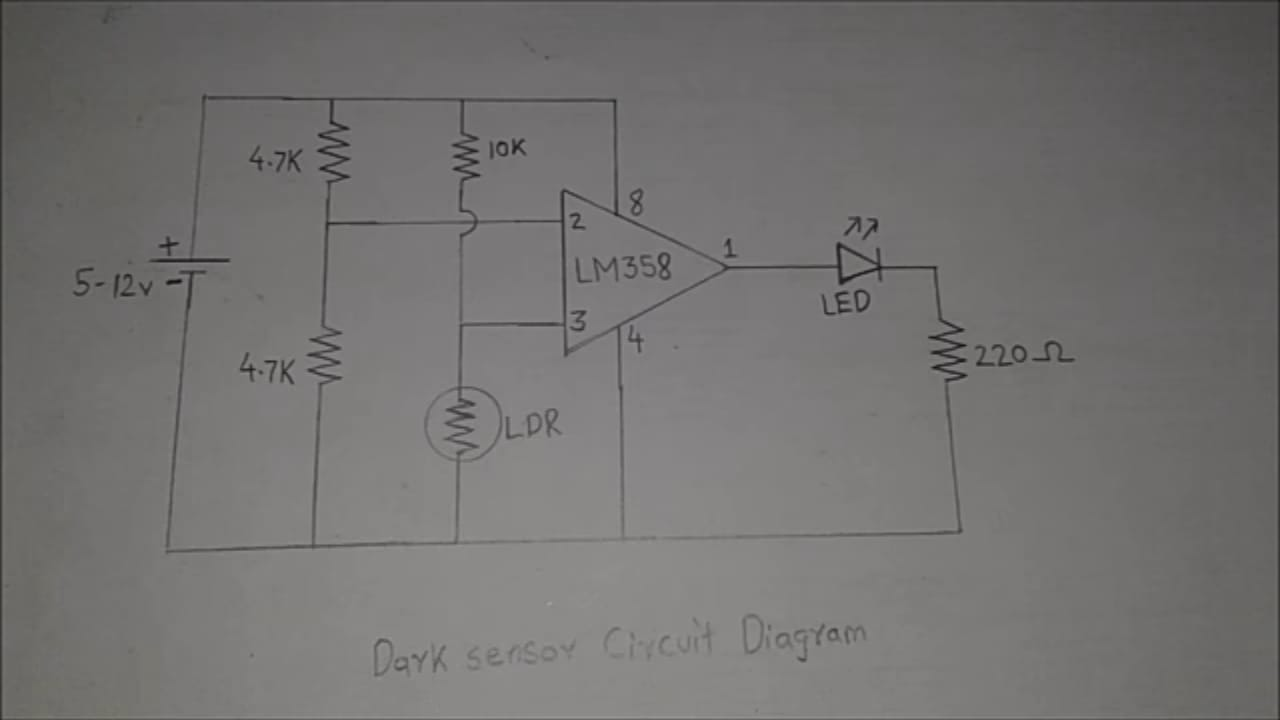 4.7K
10K
8
2
1
LM358
+
5-12v -
LED
3
4
220Ω
4.7K
LDR
Dark sensor Circuit Diagram